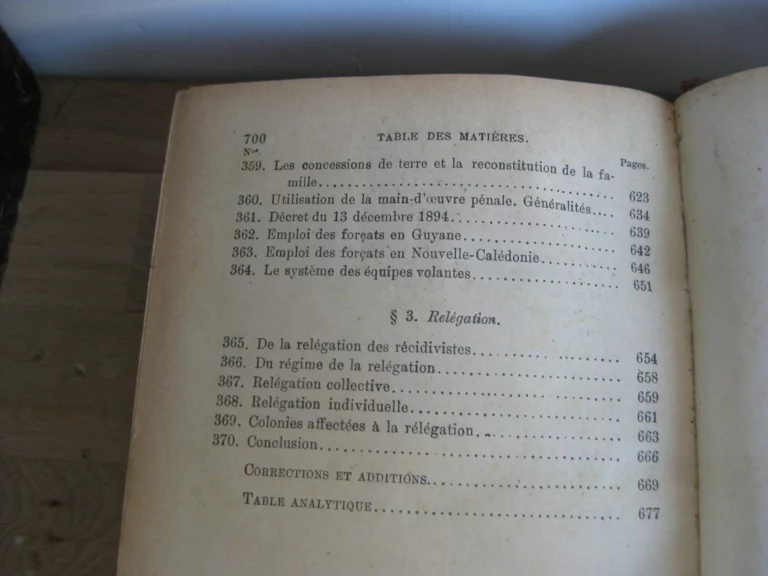 700 TABLE DES MATIÈRES.
Nos. Pages.
359. Les concessions de terre et la reconstitution de la fa-
mille.................................................. 623
360. Utilisation de la main-d'œuvre pénale. Généralités.... 634
361. Décret du 13 décembre 1894............................ 639
362. Emploi des forçats en Guyane.......................... 642
363. Emploi des forçats en Nouvelle-Calédonie.............. 646
364. Le système des équipes volantes....................... 651
§ 3. Relégation.
365. De la relégation des récidivistes..................... 654
366. Du régime de la relégation............................ 658
367. Relégation collective................................. 659
368. Relégation individuelle............................... 661
369. Colonies affectées à la rélégation.................... 663
370. Conclusion............................................ 666
CORRECTIONS ET ADDITIONS................................... 669
TABLE ANALYTIQUE........................................... 677